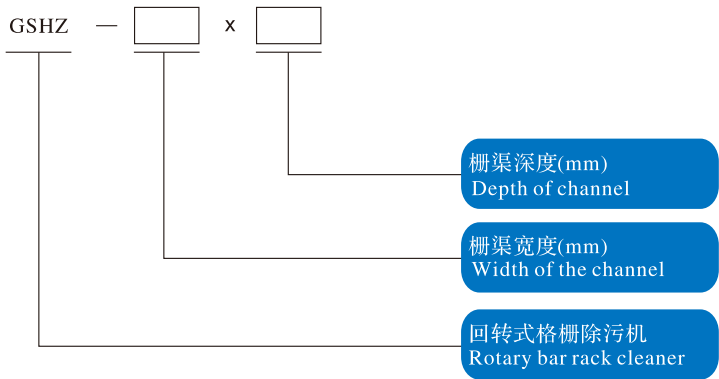 GSHZ — x
栅渠深度(mm)
Depth of channel
栅渠宽度(mm)
Width of the channel
回转式格栅除污机
Rotary bar rack cleaner